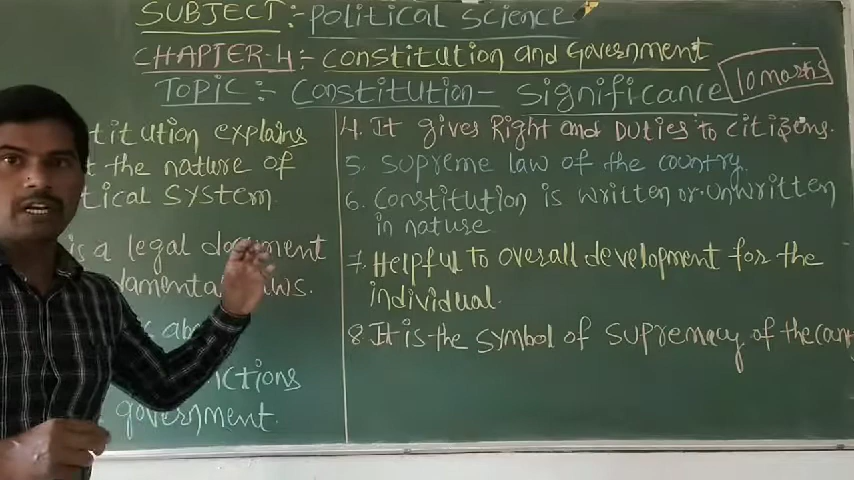 SUBJECT:- Political Science
CHAPTER-4:- Constitution and Government
TOPIC:- Constitution - Significance
10 marks
titution explains
t the nature of
tical system.
is a legal document
damental laws.
ab
nctions
government.
4. It gives Right and Duties to citizens.
5. Supreme law of the country.
6. Constitution is written or Unwritten
in nature
7. Helpful to overall development for the
individual.
8. It is the symbol of supremacy of the